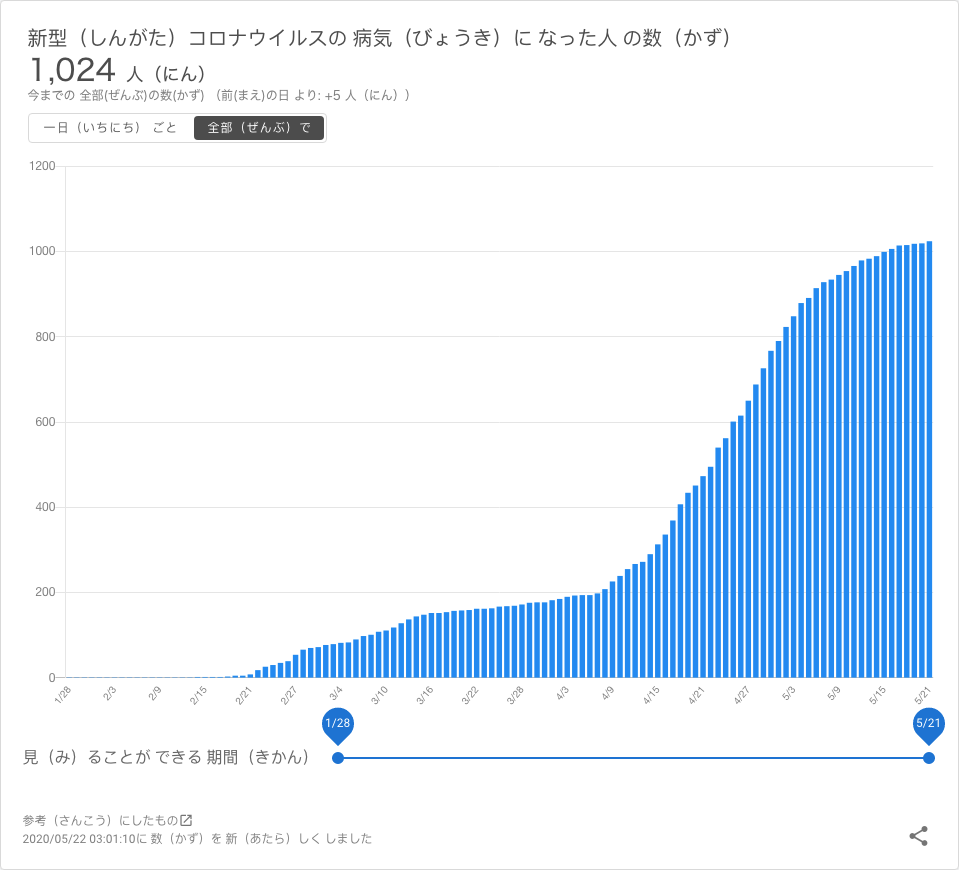 新型（しんがた）コロナウイルスの 病気（びょうき）に なった人 の数（かず）
1,024 人（にん）
今までの 全部(ぜんぶ)の数(かず) （前(まえ)の日 より: +5 人（にん））
一日（いちにち） ごと 全部（ぜんぶ）で
1200
1000
800
600
400
200
0
1/28 2/3 2/9 2/15 2/21 2/27 3/4 3/10 3/16 3/22 3/28 4/3 4/9 4/15 4/21 4/27 5/3 5/9 5/15 5/21
1/28 5/21
見（み）ることが できる 期間（きかん）
参考（さんこう）にしたもの
2020/05/22 03:01:10に 数（かず）を 新（あたら）しく しました